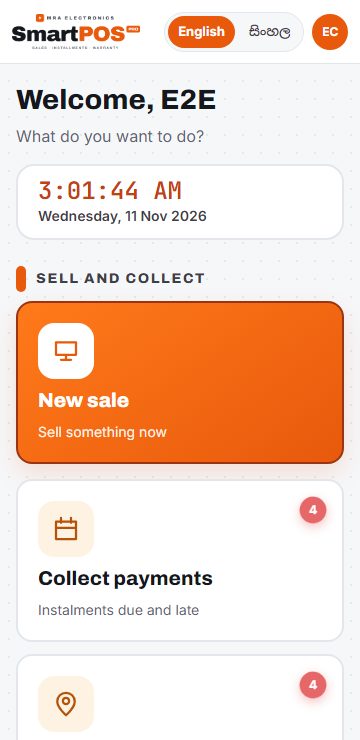 MRA ELECTRONICS
SmartPOS PRO
SALES · INSTALLMENTS · WARRANTY
English
සිංහල
EC
Welcome, E2E
What do you want to do?
3:01:44 AM
Wednesday, 11 Nov 2026
SELL AND COLLECT
New sale
Sell something now
4
Collect payments
Instalments due and late
4